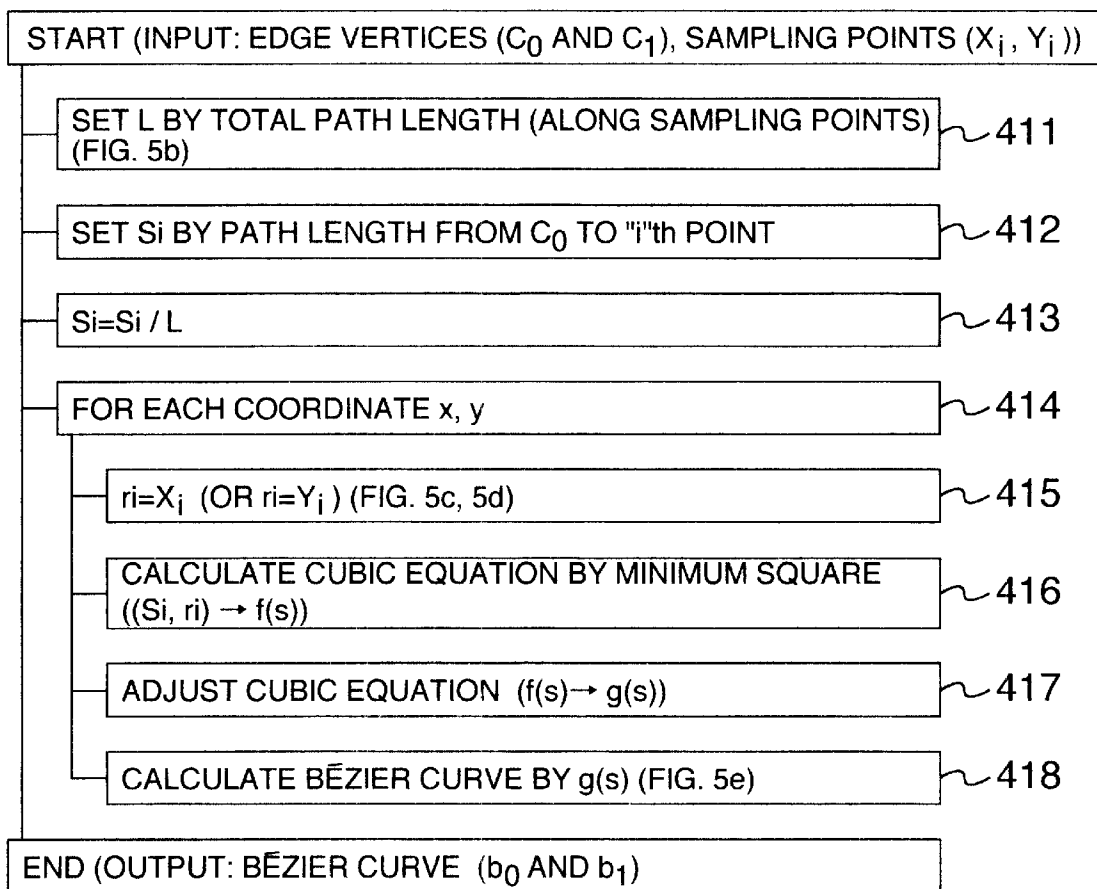 START (INPUT: EDGE VERTICES (C0 AND C1), SAMPLING POINTS (Xi, Yi))
SET L BY TOTAL PATH LENGTH (ALONG SAMPLING POINTS)
(FIG. 5b)
411
SET Si BY PATH LENGTH FROM C0 TO "i"th POINT
412
Si=Si / L
413
FOR EACH COORDINATE x, y
414
ri=Xi (OR ri=Yi) (FIG. 5c, 5d)
415
CALCULATE CUBIC EQUATION BY MINIMUM SQUARE
((Si, ri) → f(s))
416
ADJUST CUBIC EQUATION (f(s)→ g(s))
417
CALCULATE BĒZIER CURVE BY g(s) (FIG. 5e)
418
END (OUTPUT: BĒZIER CURVE (b0 AND b1)